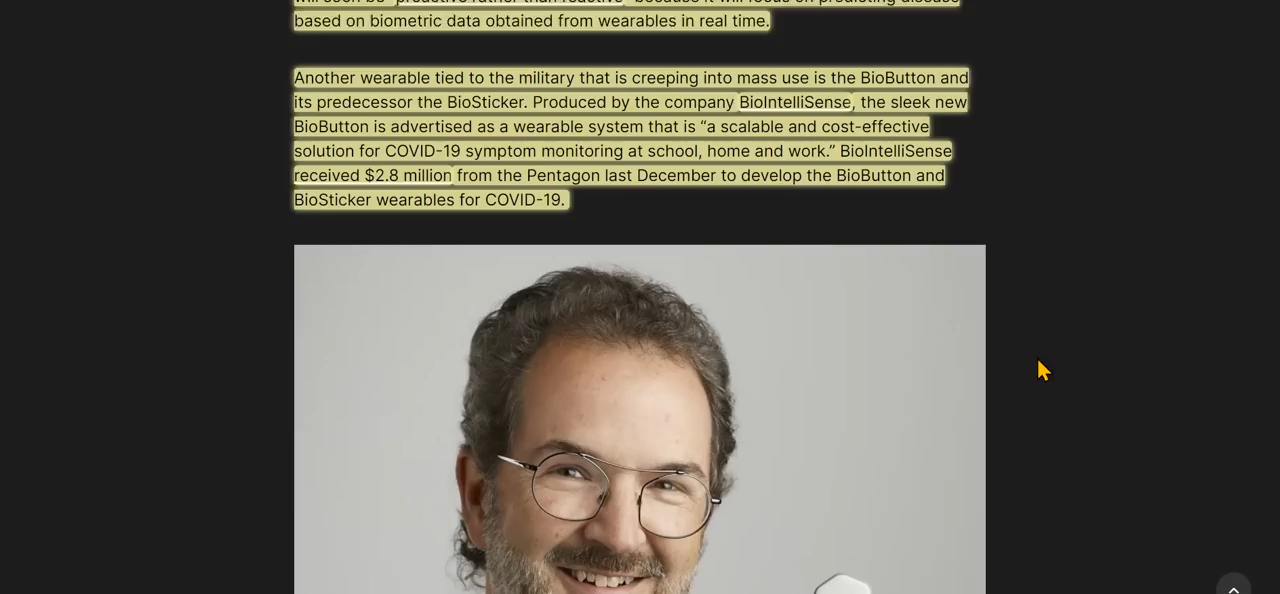 based on biometric data obtained from wearables in real time.
Another wearable tied to the military that is creeping into mass use is the BioButton and
its predecessor the BioSticker. Produced by the company BioIntelliSense, the sleek new
BioButton is advertised as a wearable system that is “a scalable and cost-effective
solution for COVID-19 symptom monitoring at school, home and work.” BioIntelliSense
received $2.8 million from the Pentagon last December to develop the BioButton and
BioSticker wearables for COVID-19.